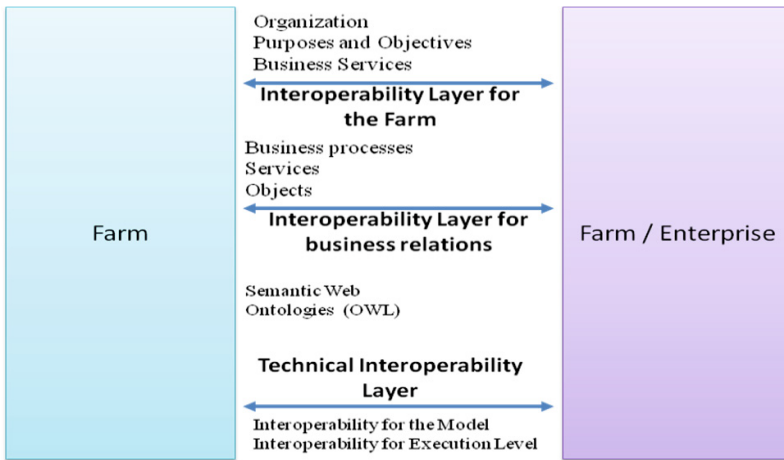 Organization
Purposes and Objectives
Business Services
Interoperability Layer for
the Farm
Business processes
Services
Objects
Interoperability Layer for
business relations
Farm
Farm / Enterprise
Semantic Web
Ontologies (OWL)
Technical Interoperability
Layer
Interoperability for the Model
Interoperability for Execution Level